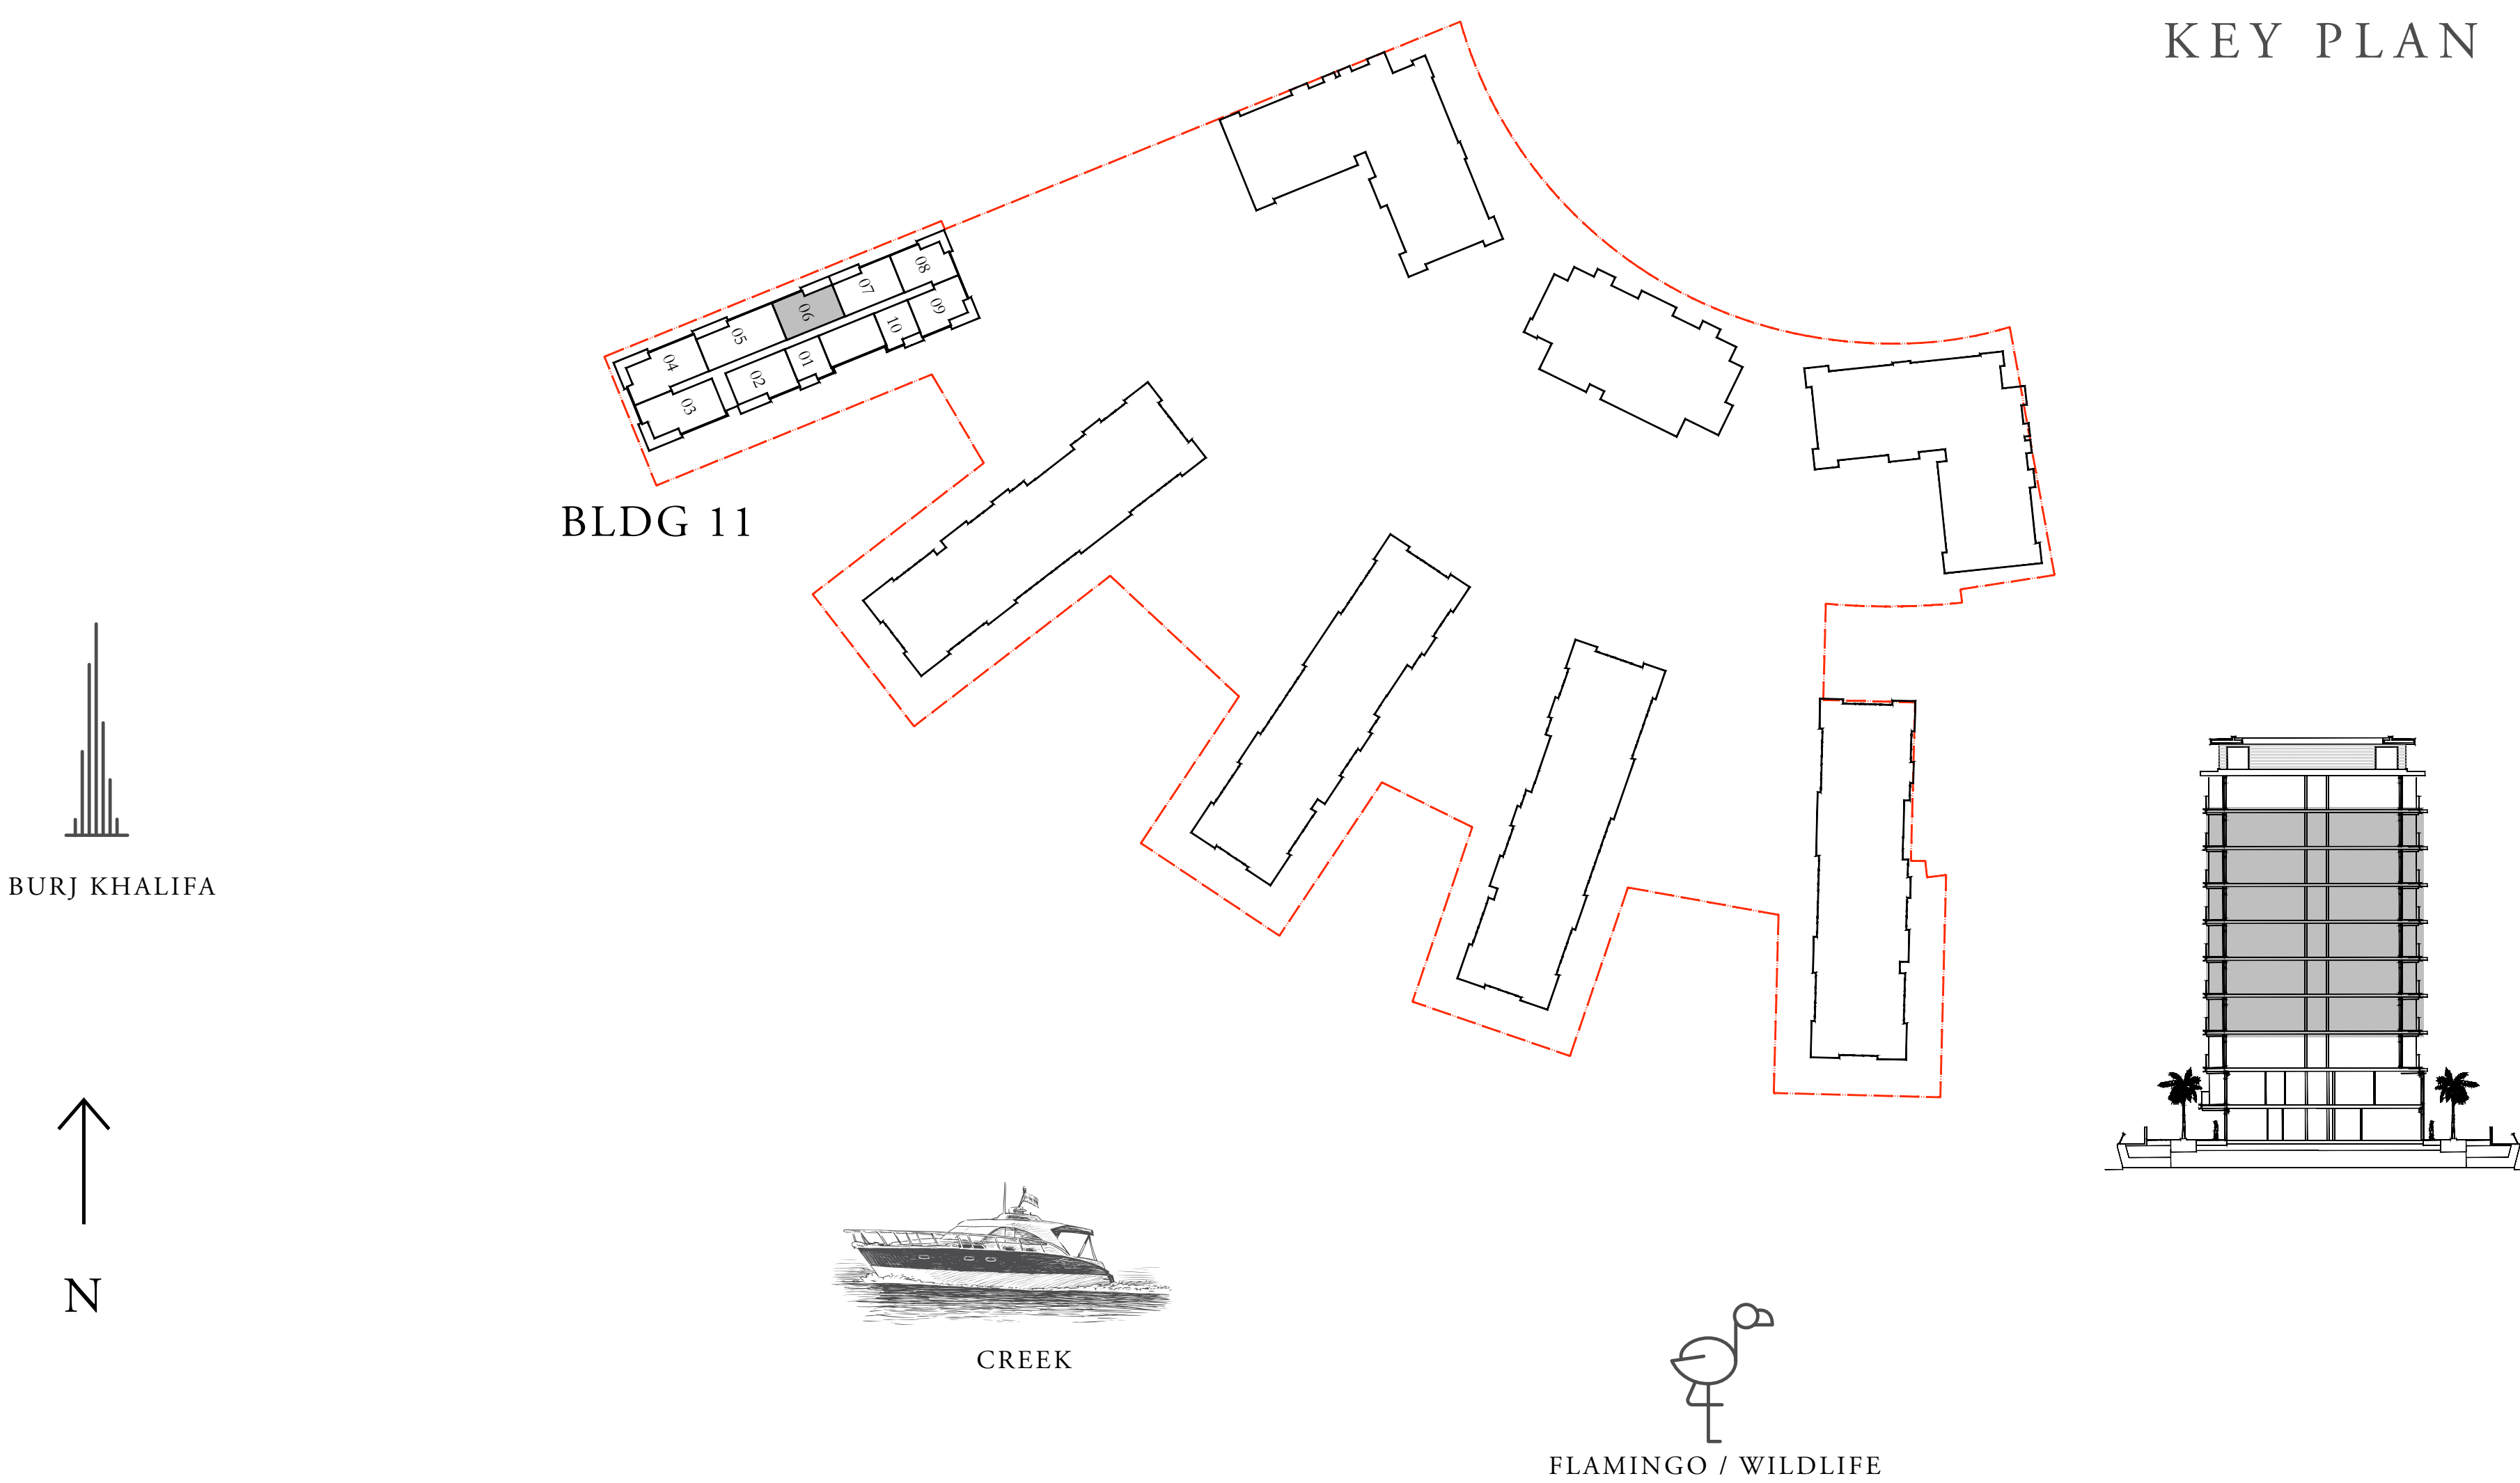 KEY PLAN
08
07
09
06
10
05
01
04
02
03
BLDG 11
BURJ KHALIFA
N
CREEK
FLAMINGO / WILDLIFE